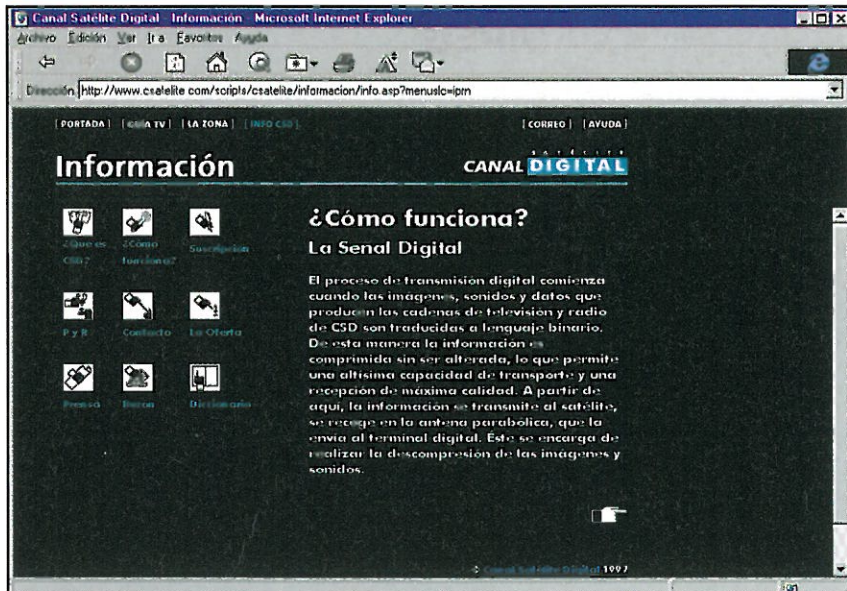 Canal Satélite Digital - Información - Microsoft Internet Explorer
Archivo Edición Ver Ir a Favoritos Ayuda
Dirección http://www.csatelite.com/scripts/csatelite/informacion/info.asp?menuslc=iprn
[PORTADA] [GUÍA TV] [LA ZONA] [INFO CSD] [CORREO] [AYUDA]
Información
satélite
CANAL DIGITAL
¿Cómo funciona?
La Senal Digital
¿Que es CSD?
¿Cómo funciona?
Suscripcion
P y R
Contacto
La Oferta
Prensa
Buzon
Diccionario
El proceso de transmisión digital comienza
cuando las imágenes, sonidos y datos que
producen las cadenas de televisión y radio
de CSD son traducidas a lenguaje binario.
De esta manera la información es
comprimida sin ser alterada, lo que permite
una altísima capacidad de transporte y una
recepción de máxima calidad. A partir de
aquí, la información se transmite al satélite,
se recoge en la antena parabólica, que la
envía al terminal digital. Éste se encarga de
realizar la descompresión de las imágenes y
sonidos.
© Canal Satélite Digital 1997